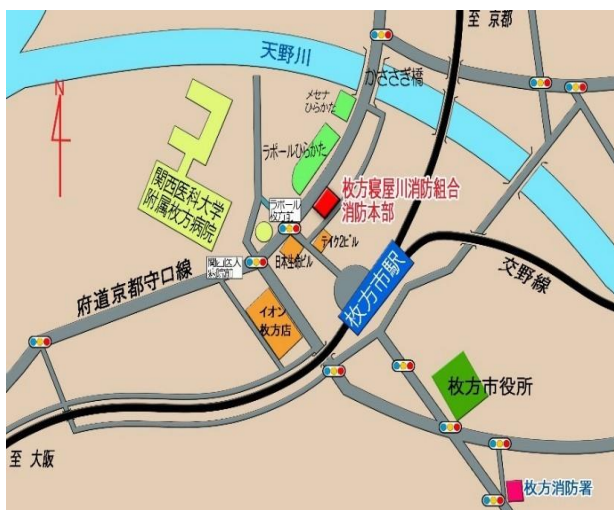 至 京都
天野川
かささぎ橋
N
メセナ
ひらかた
ラポールひらかた
関西医科大学
附属枚方病院
枚方寝屋川消防組合
消防本部
ラポール
枚方前
テイク2ビル
日本生命ビル
枚方市駅
交野線
府道京都守口線
イオン
枚方店
枚方市役所
至 大阪
枚方消防署